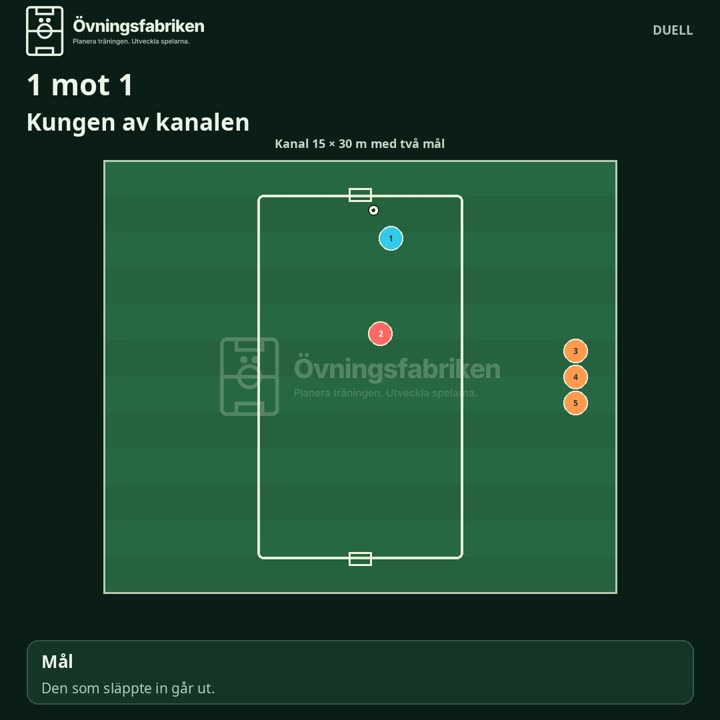 Övningsfabriken
Planera träningen. Utveckla spelarna.
DUELL
1 mot 1
Kungen av kanalen
Kanal 15 × 30 m med två mål
1
2
3
4
5
Övningsfabriken
Planera träningen. Utveckla spelarna.
Mål
Den som släppte in går ut.